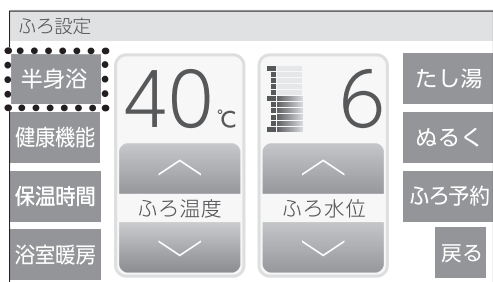 ふろ設定
半身浴
健康機能
保温時間
浴室暖房
40℃
ふろ温度
6
ふろ水位
たし湯
ぬるく
ふろ予約
戻る